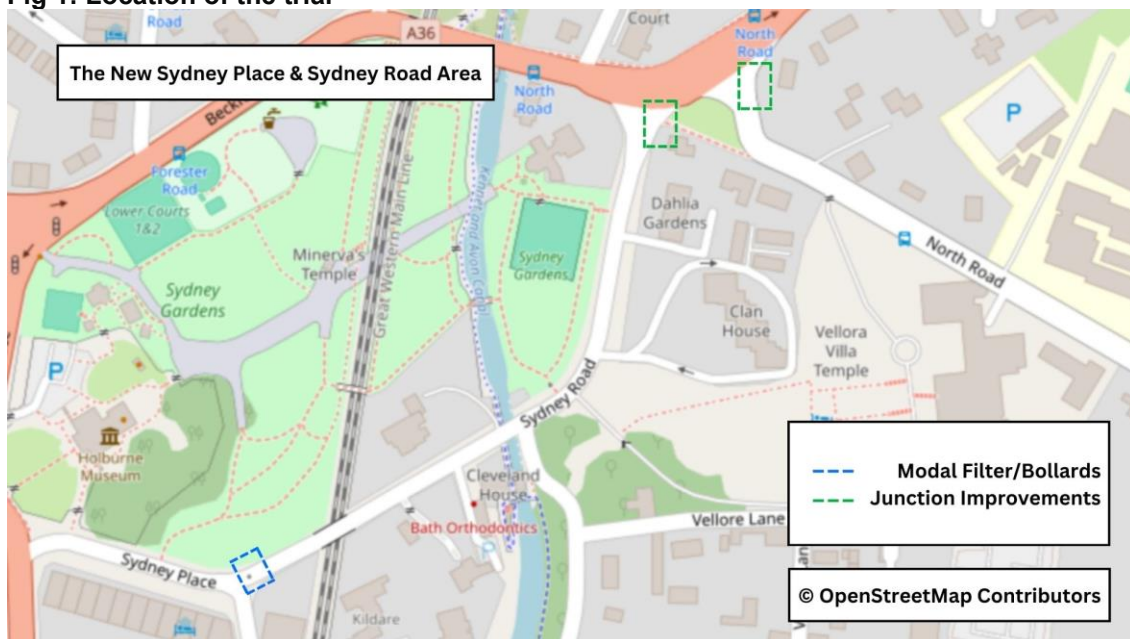 Fig 1: Location of the trial
Road
A36
Court
North
Road
The New Sydney Place & Sydney Road Area
North
Road
P
Forester
Road
Lower Courts
1&2
Dahlia
Gardens
Minerva's
Temple
Great Western Main Line
Kennet and Avon Canal
Sydney
Gardens
North Road
Sydney
Gardens
Clan
House
Vellora
Villa
Temple
P
Sydney Road
Holburne
Museum
Cleveland
House
Modal Filter/Bollards
Junction Improvements
Bath Orthodontics
Vellore Lane
Sydney Place
© OpenStreetMap Contributors
Kildare